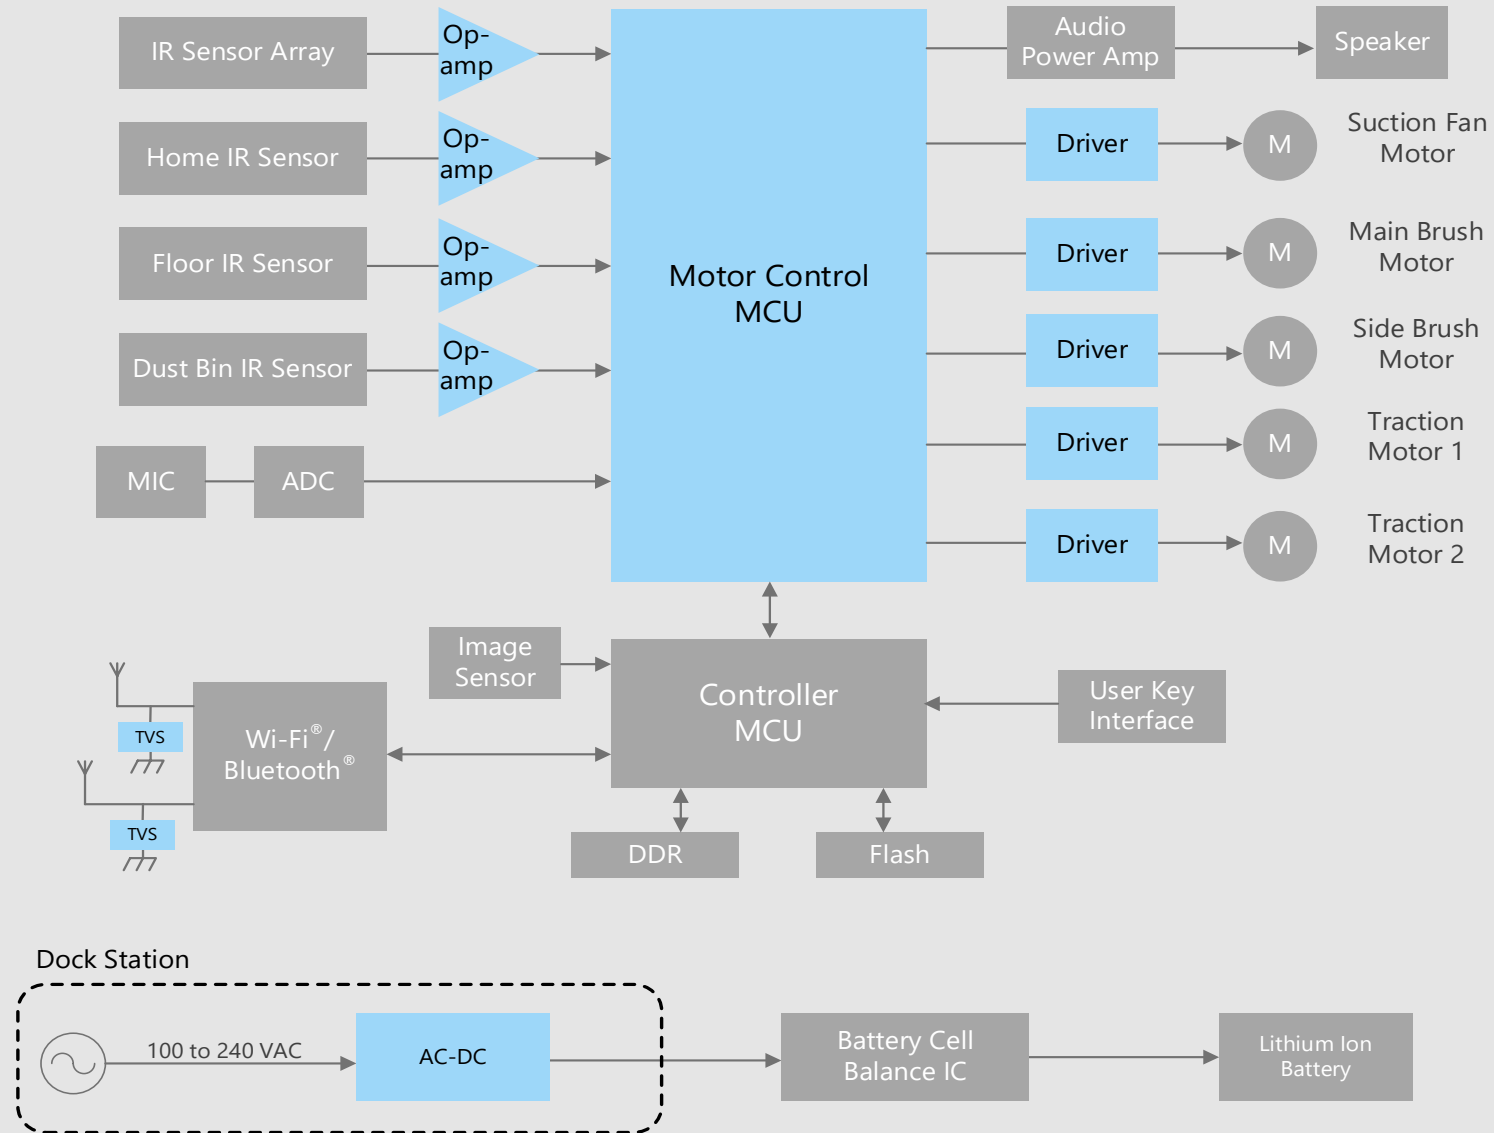 IR Sensor Array
Op-
amp
Audio
Power Amp
Speaker
Home IR Sensor
Op-
amp
Driver
M
Suction Fan
Motor
Floor IR Sensor
Op-
amp
Motor Control
MCU
Driver
M
Main Brush
Motor
Dust Bin IR Sensor
Op-
amp
Driver
M
Side Brush
Motor
MIC
ADC
Driver
M
Traction
Motor 1
Driver
M
Traction
Motor 2
Image
Sensor
Controller
MCU
User Key
Interface
TVS
Wi-Fi®/
Bluetooth®
TVS
DDR
Flash
Dock Station
100 to 240 VAC
AC-DC
Battery Cell
Balance IC
Lithium Ion
Battery